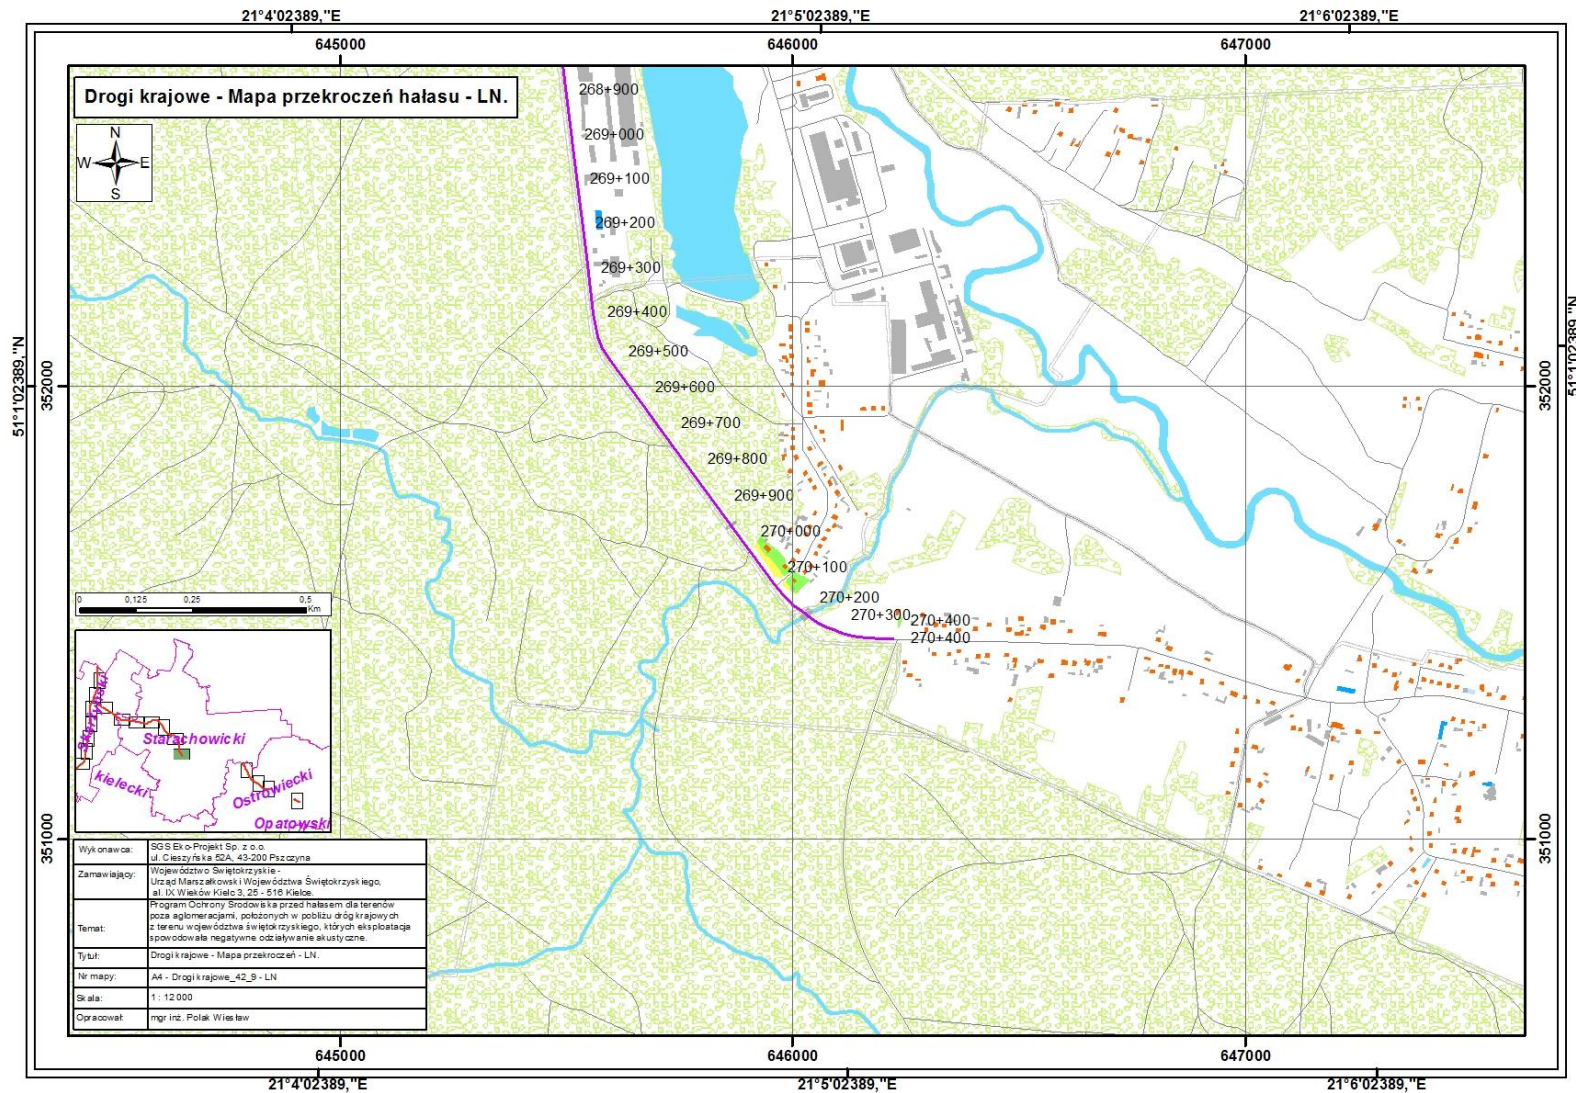 21°4'02389,"E 21°5'02389,"E 21°6'02389,"E
645000 646000 647000
Drogi krajowe - Mapa przekroczeń hałasu - LN.
N
W E
S
268+900
269+000
269+100
269+200
269+300
269+400
269+500
269+600
269+700
269+800
269+900
270+000
270+100
270+200
270+300
270+400
270+400
51°1'02389,"N
352000
352000
51°1'02389,"N
0 0,125 0,25 0,5
Km
skarżyski
Starachowicki
kielecki
Ostrowiecki
Opatowski
351000
351000
Wykonawca: SGS Eko-Projekt Sp. z o.o.
ul. Cieszyńska 52A, 43-200 Pszczyna
Zamawiający: Województwo Świętokrzyskie -
Urząd Marszałkowski Województwa Świętokrzyskiego,
al. IX Wieków Kielc 3, 25 - 516 Kielce.
Temat: Program Ochrony Środowiska przed hałasem dla terenów
poza aglomeracjami, położonych w pobliżu dróg krajowych
z terenu województwa świętokrzyskiego, których eksploatacja
spowodowała negatywne odziaływanie akustyczne.
Tytuł: Drogi krajowe - Mapa przekroczeń - LN.
Nr mapy: A4 - Drogi krajowe_42_9 - LN
Skala: 1 : 12 000
Opracował: mgr inż. Polak Wiesław
645000 646000 647000
21°4'02389,"E 21°5'02389,"E 21°6'02389,"E